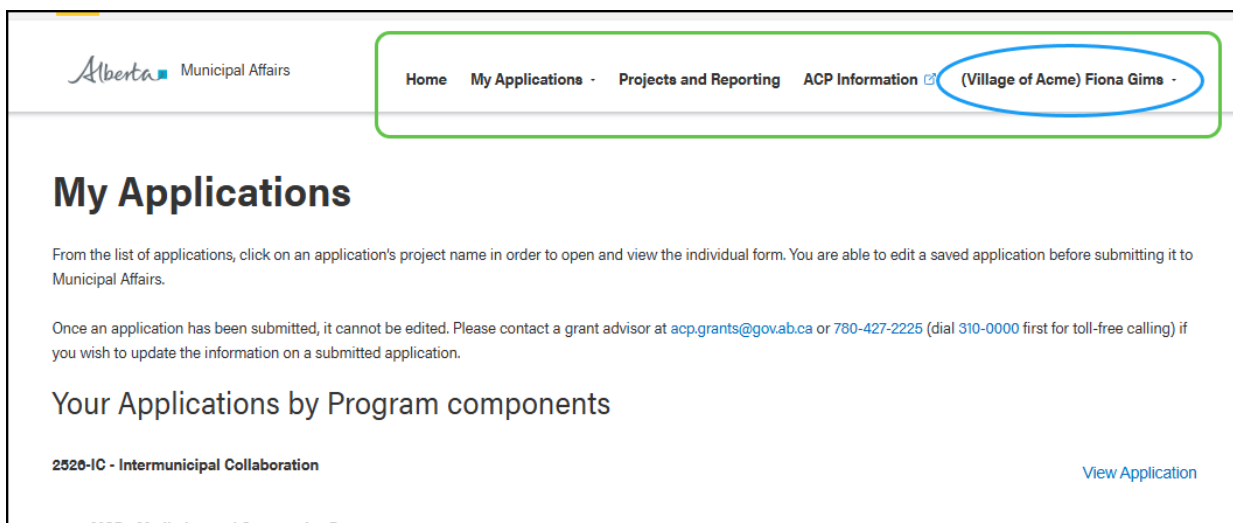 Alberta Municipal Affairs
Home My Applications - Projects and Reporting ACP Information (Village of Acme) Fiona Gims -
My Applications
From the list of applications, click on an application's project name in order to open and view the individual form. You are able to edit a saved application before submitting it to
Municipal Affairs.
Once an application has been submitted, it cannot be edited. Please contact a grant advisor at acp.grants@gov.ab.ca or 780-427-2225 (dial 310-0000 first for toll-free calling) if
you wish to update the information on a submitted application.
Your Applications by Program components
2526-IC - Intermunicipal Collaboration
View Application